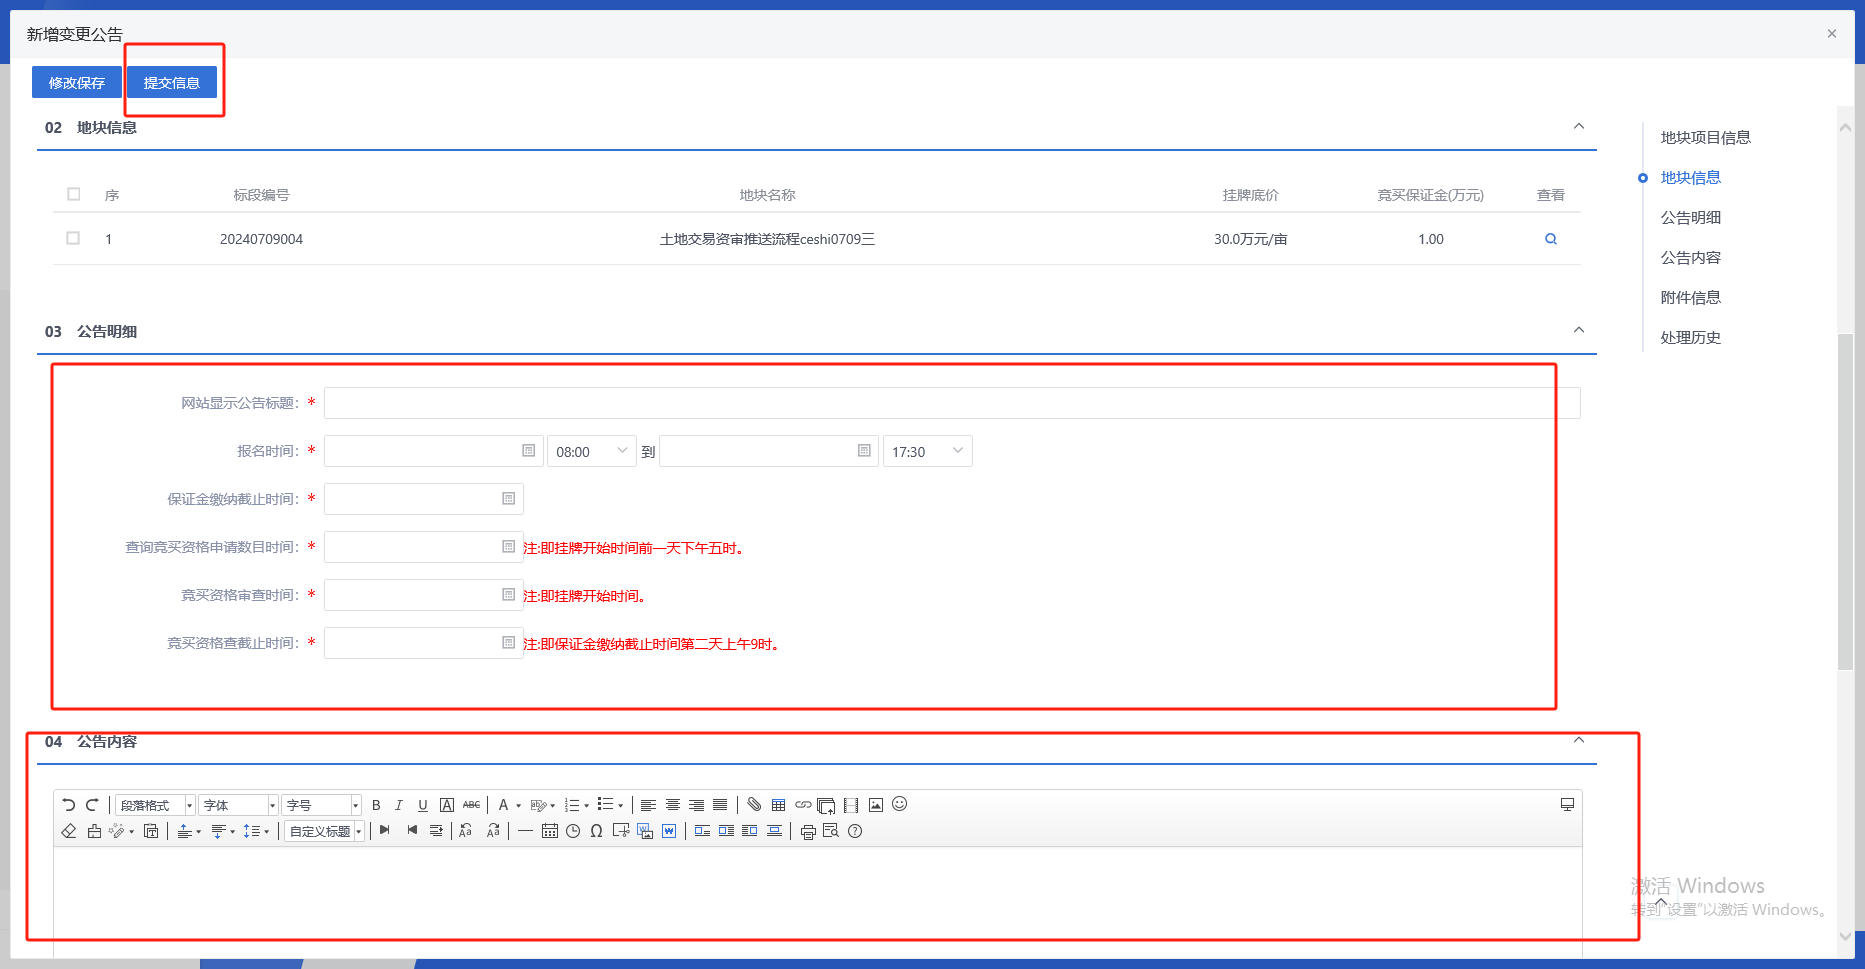 新增变更公告
×
修改保存 提交信息
02 地块信息
序 标段编号 地块名称 挂牌底价 竞买保证金(万元) 查看
1 20240709004 土地交易资审推送流程ceshi0709三 30.0万元/亩 1.00
03 公告明细
网站显示公告标题：*
报名时间：* 08:00 到 17:30
保证金缴纳截止时间：*
查询竞买资格申请数目时间：* 注:即挂牌开始时间前一天下午五时。
竞买资格审查时间：* 注:即挂牌开始时间。
竞买资格查截止时间：* 注:即保证金缴纳截止时间第二天上午9时。
04 公告内容
段落格式 字体 字号 B I U A ABC A
自定义标题
地块项目信息
地块信息
公告明细
公告内容
附件信息
处理历史
激活 Windows
转到"设置"以激活 Windows。